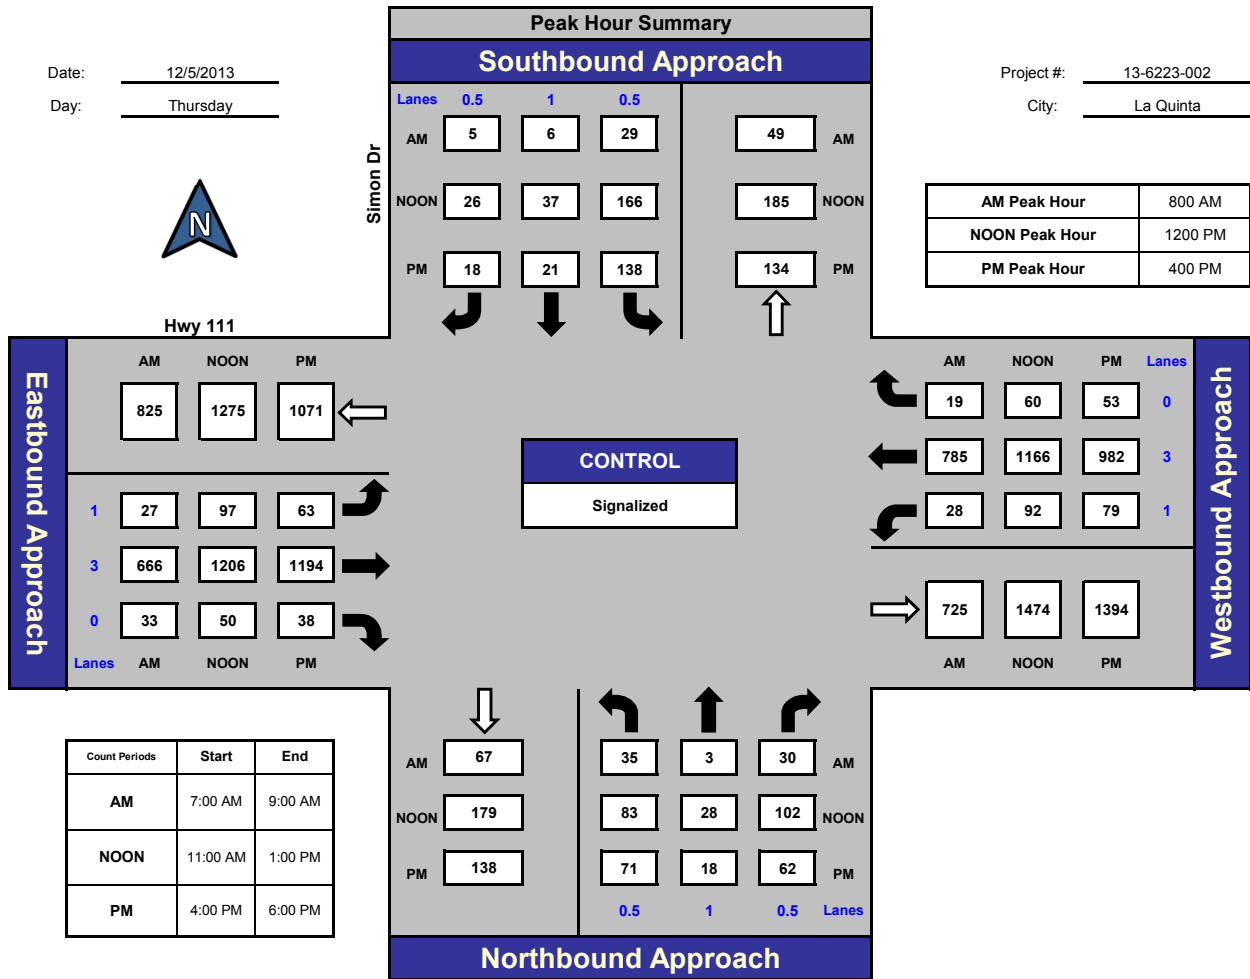 Peak Hour Summary
Southbound Approach
Date: 12/5/2013
Day: Thursday
Project #: 13-6223-002
City: La Quinta
N
Simon Dr
Lanes 0.5 1 0.5
AM 5 6 29 49 AM
NOON 26 37 166 185 NOON
PM 18 21 138 134 PM
AM Peak Hour 800 AM
NOON Peak Hour 1200 PM
PM Peak Hour 400 PM
Hwy 111
Eastbound Approach
AM NOON PM
825 1275 1071
1 27 97 63
3 666 1206 1194
0 33 50 38
Lanes AM NOON PM
CONTROL
Signalized
AM NOON PM Lanes
19 60 53 0
785 1166 982 3
28 92 79 1
725 1474 1394
AM NOON PM
Westbound Approach
Count Periods Start End
AM 7:00 AM 9:00 AM
NOON 11:00 AM 1:00 PM
PM 4:00 PM 6:00 PM
AM 67 35 3 30 AM
NOON 179 83 28 102 NOON
PM 138 71 18 62 PM
0.5 1 0.5 Lanes
Northbound Approach